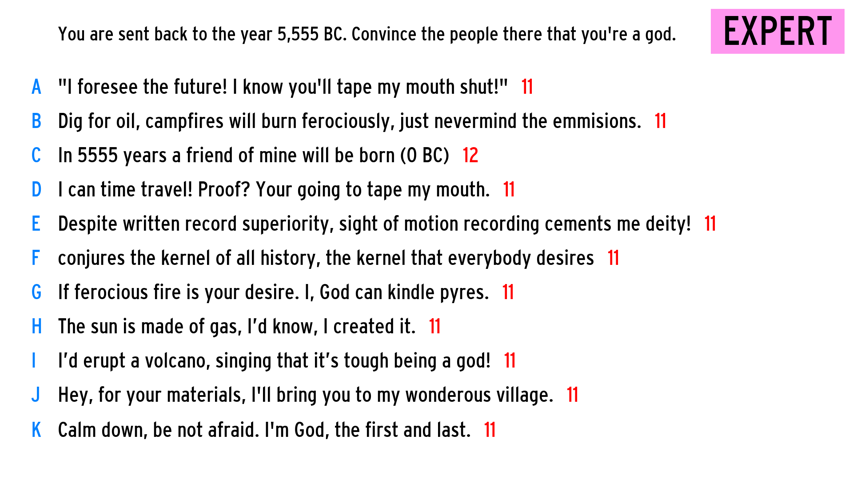 You are sent back to the year 5,555 BC. Convince the people there that you're a god.
EXPERT
A "I foresee the future! I know you'll tape my mouth shut!" 11
B Dig for oil, campfires will burn ferociously, just nevermind the emmisions. 11
C In 5555 years a friend of mine will be born (0 BC) 12
D I can time travel! Proof? Your going to tape my mouth. 11
E Despite written record superiority, sight of motion recording cements me deity! 11
F conjures the kernel of all history, the kernel that everybody desires 11
G If ferocious fire is your desire. I, God can kindle pyres. 11
H The sun is made of gas, I’d know, I created it. 11
I I’d erupt a volcano, singing that it’s tough being a god! 11
J Hey, for your materials, I'll bring you to my wonderous village. 11
K Calm down, be not afraid. I'm God, the first and last. 11